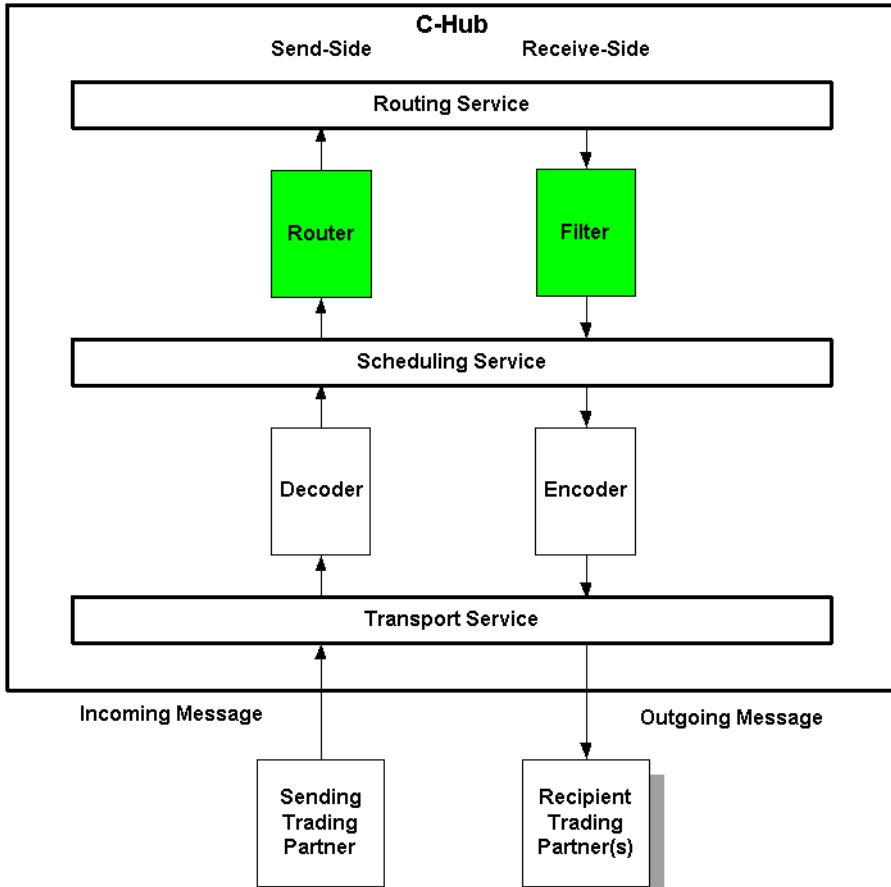 C-Hub
Send-Side
Receive-Side
Routing Service
Router
Filter
Scheduling Service
Decoder
Encoder
Transport Service
Incoming Message
Outgoing Message
Sending
Trading
Partner
Recipient
Trading
Partner(s)